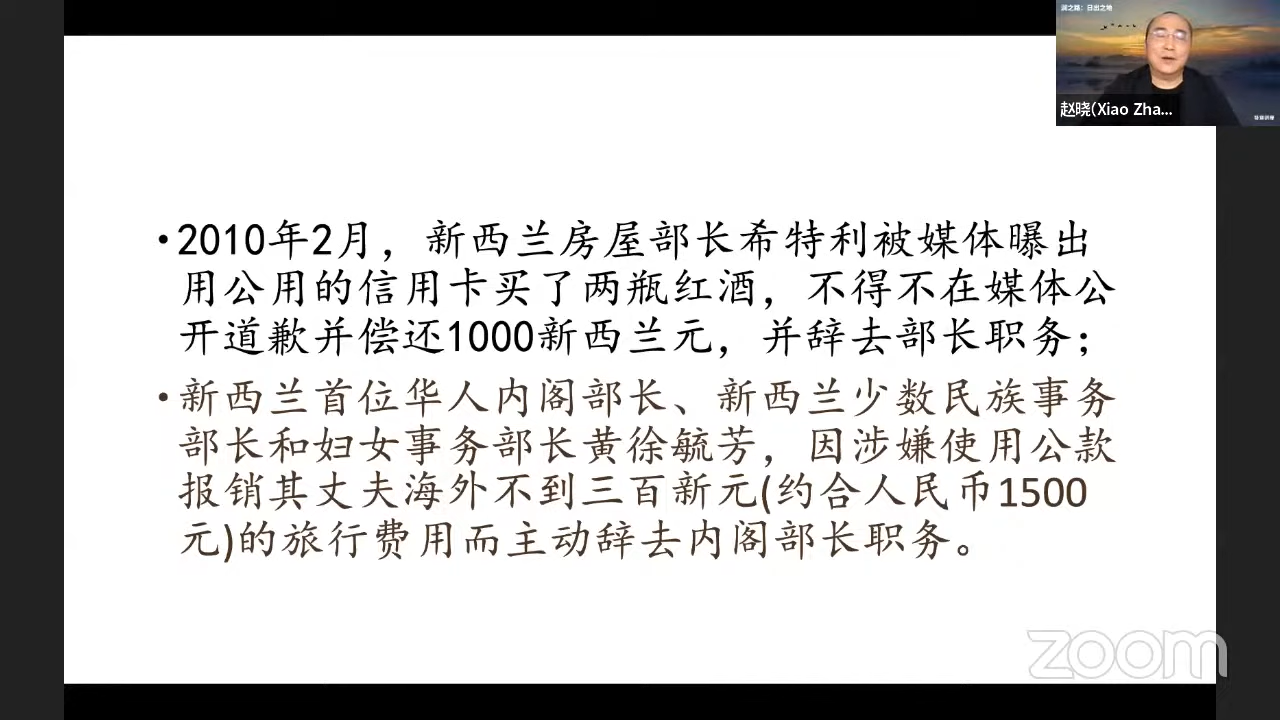 润之路：日出之地
赵晓(Xiao Zha...
•2010年2月，新西兰房屋部长希特利被媒体曝出
用公用的信用卡买了两瓶红酒，不得不在媒体公
开道歉并偿还1000新西兰元，并辞去部长职务；
•新西兰首位华人内阁部长、新西兰少数民族事务
部长和妇女事务部长黄徐毓芳，因涉嫌使用公款
报销其丈夫海外不到三百新元(约合人民币1500
元)的旅行费用而主动辞去内阁部长职务。
zoom